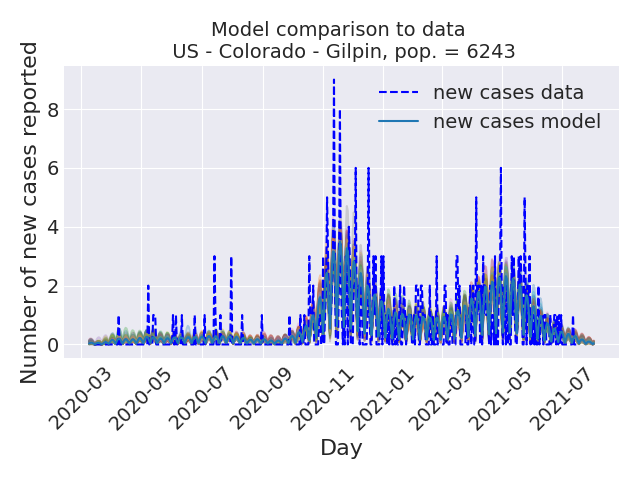 Model comparison to data
US - Colorado - Gilpin, pop. = 6243
new cases data
new cases model
Number of new cases reported
8
6
4
2
0
2020-03
2020-05
2020-07
2020-09
2020-11
2021-01
2021-03
2021-05
2021-07
Day